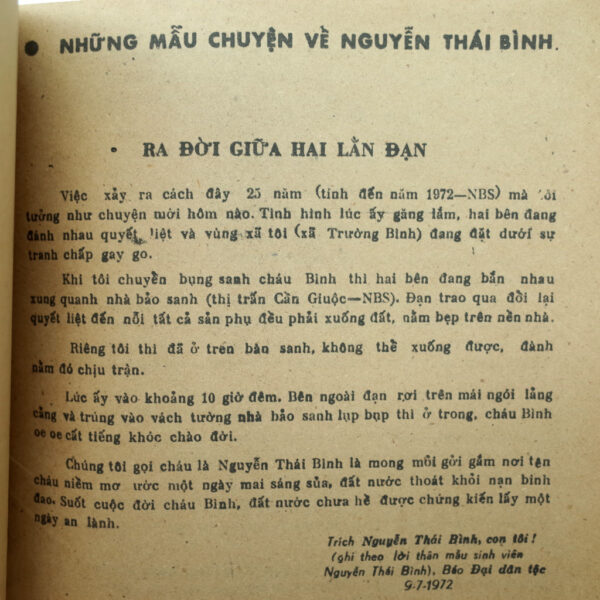 ● NHỮNG MẪU CHUYỆN VỀ NGUYỄN THÁI BÌNH.
• RA ĐỜI GIỮA HAI LẰN ĐẠN
Việc xảy ra cách đây 25 năm (tính đến năm 1972—NBS) mà tôi
tưởng như chuyện mới hôm nào. Tình hình lúc ấy găng lắm, hai bên đang
đánh nhau quyết liệt và vùng xã tôi (xã Trường Bình) đang đặt dưới sự
tranh chấp gay go.
Khi tôi chuyển bụng sanh cháu Bình thì hai bên đang bắn nhau
xung quanh nhà bảo sanh (thị trấn Cần Giuộc—NBS). Đạn trao qua đổi lại
quyết liệt đến nỗi tất cả sản phụ đều phải xuống đất, nằm bẹp trên nền nhà.
Riêng tôi thì đã ở trên bàn sanh, không thể xuống được, đành
nằm đó chịu trận.
Lúc ấy vào khoảng 10 giờ đêm. Bên ngoài đạn rơi trên mái ngói lẳng
cẳng và trúng vào vách tường nhà bảo sanh lụp bụp thì ở trong, cháu Bình
oe oe cất tiếng khóc chào đời.
Chúng tôi gọi cháu là Nguyễn Thái Bình là mong mỏi gởi gắm nơi tên
cháu niềm mơ ước một ngày mai sáng sủa, đất nước thoát khỏi nạn binh
đao. Suốt cuộc đời cháu Bình, đất nước chưa hề được chứng kiến lấy một
ngày an lành.
Trích Nguyễn Thái Bình, con tôi !
(ghi theo lời thân mẫu sinh viên
Nguyễn Thái Bình), Báo Đại dân tộc
9-7-1972